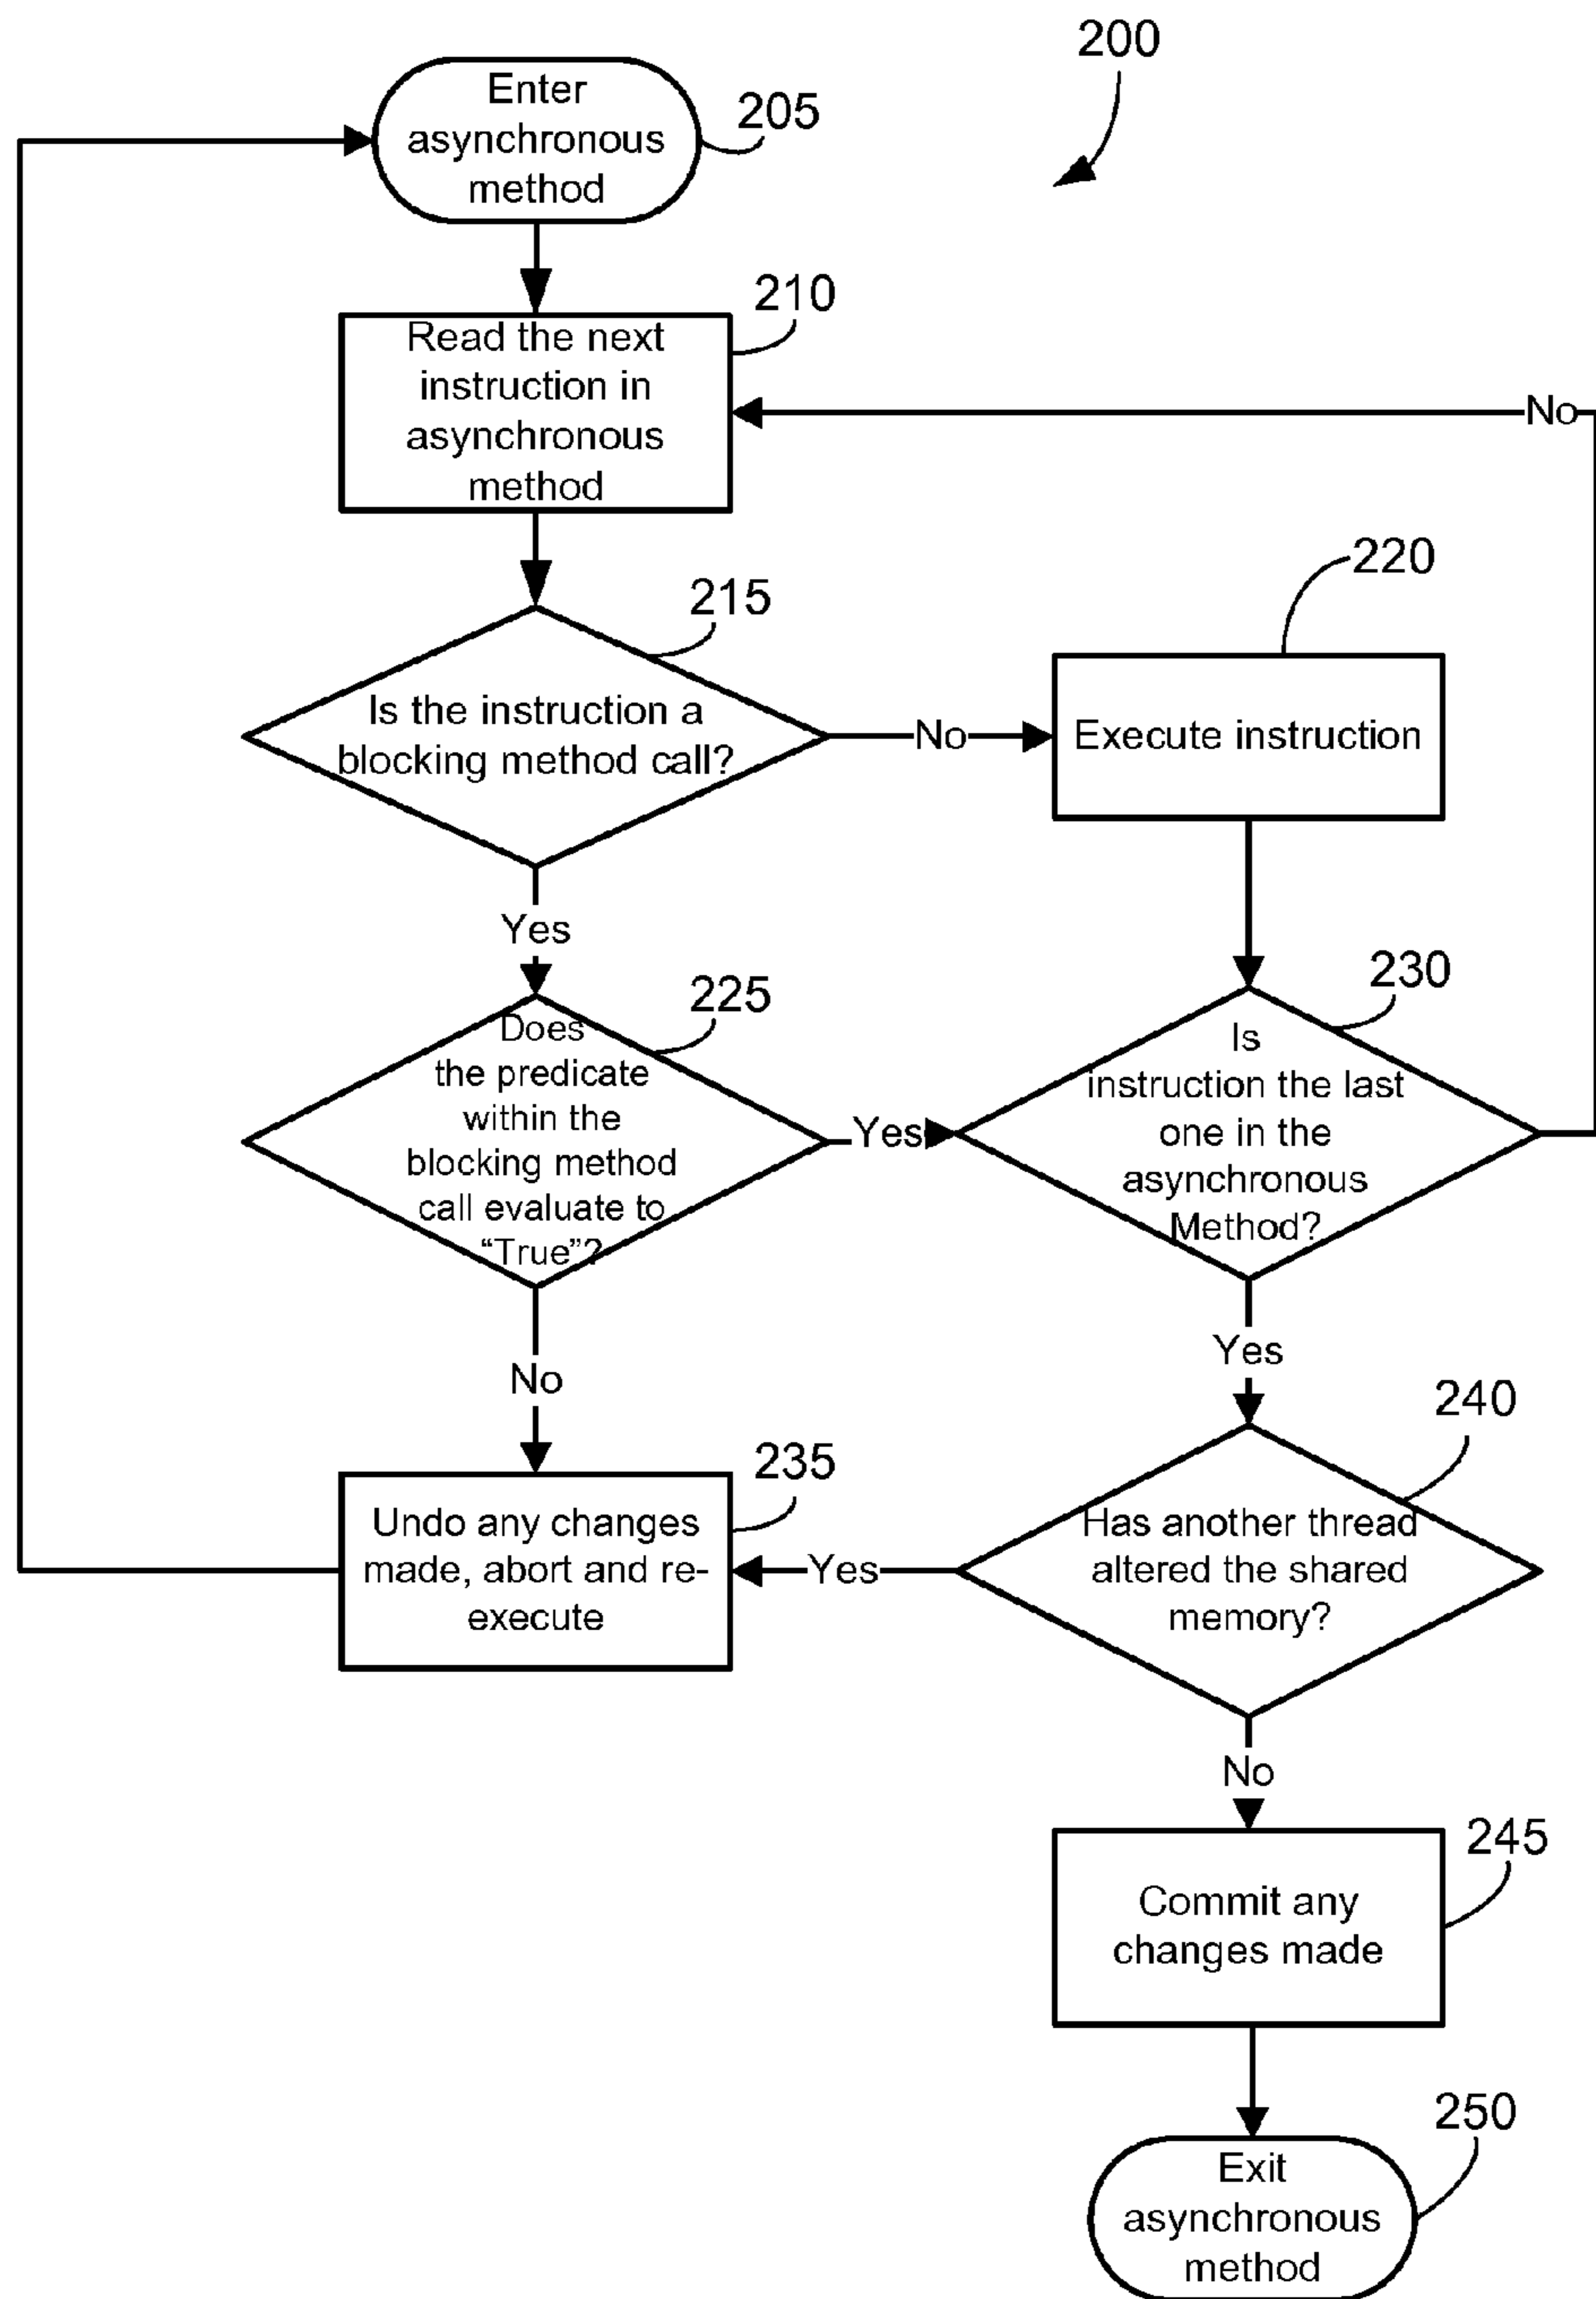 200
Enter
asynchronous
method
205
210
Read the next
instruction in
asynchronous
method
No
215
Is the instruction a
blocking method call?
No
220
Execute instruction
Yes
225
Does
the predicate
within the
blocking method
call evaluate to
“True”?
Yes
230
Is
instruction the last
one in the
asynchronous
Method?
No
Yes
235
Undo any changes
made, abort and re-
execute
Yes
240
Has another thread
altered the shared
memory?
No
245
Commit any
changes made
250
Exit
asynchronous
method